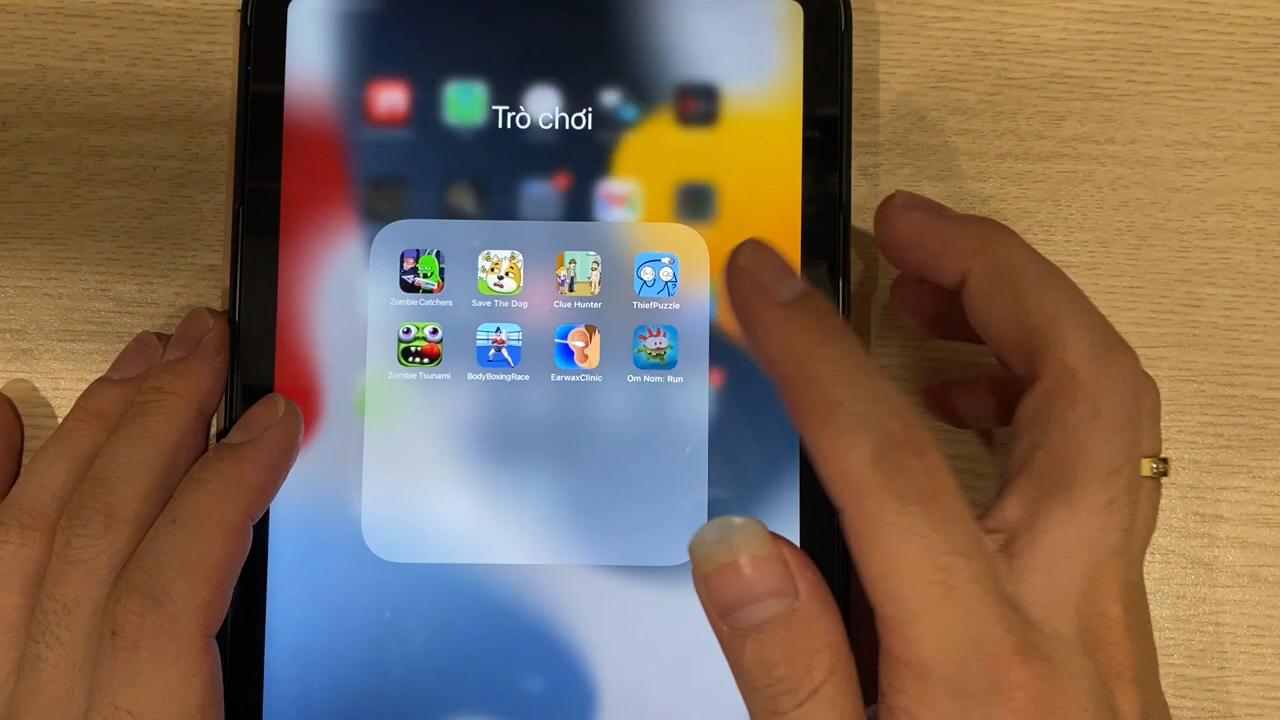 Trò chơi
Zombie Catchers
Save The Dog
Clue Hunter
ThiefPuzzle
Zombie Tsunami
BodyBoxingRace
EarwaxClinic
Om Nom: Run